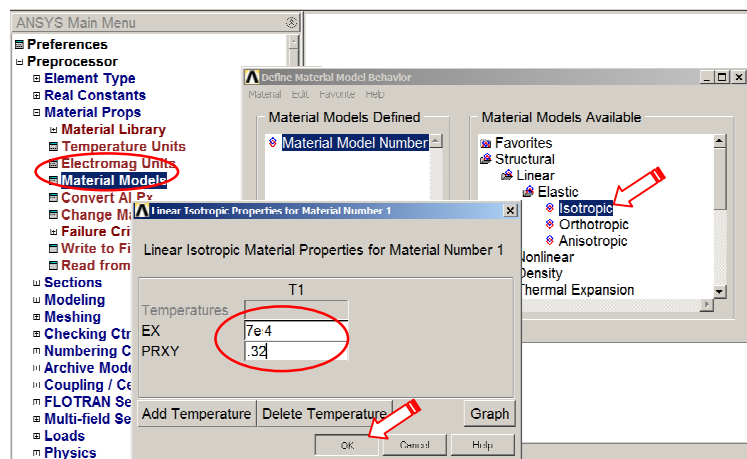 ANSYS Main Menu
Preferences
Preprocessor
Element Type
Real Constants
Material Props
Material Library
Temperature Units
Electromag Units
Material Models
Convert ALPx
Change Ma
Failure Cri
Write to Fi
Read from
Sections
Modeling
Meshing
Checking Ctr
Numbering C
Archive Mode
Coupling / Ce
FLOTRAN Se
Multi-field Se
Loads
Physics
Define Material Model Behavior
Material Edit Favorite Help
Material Models Defined
Material Model Number
Material Models Available
Favorites
Structural
Linear
Elastic
Isotropic
Orthotropic
Anisotropic
Nonlinear
Density
Thermal Expansion
Linear Isotropic Properties for Material Number 1
Linear Isotropic Material Properties for Material Number 1
T1
Temperatures
EX 7e4
PRXY .32
Add Temperature Delete Temperature Graph
OK Cancel Help